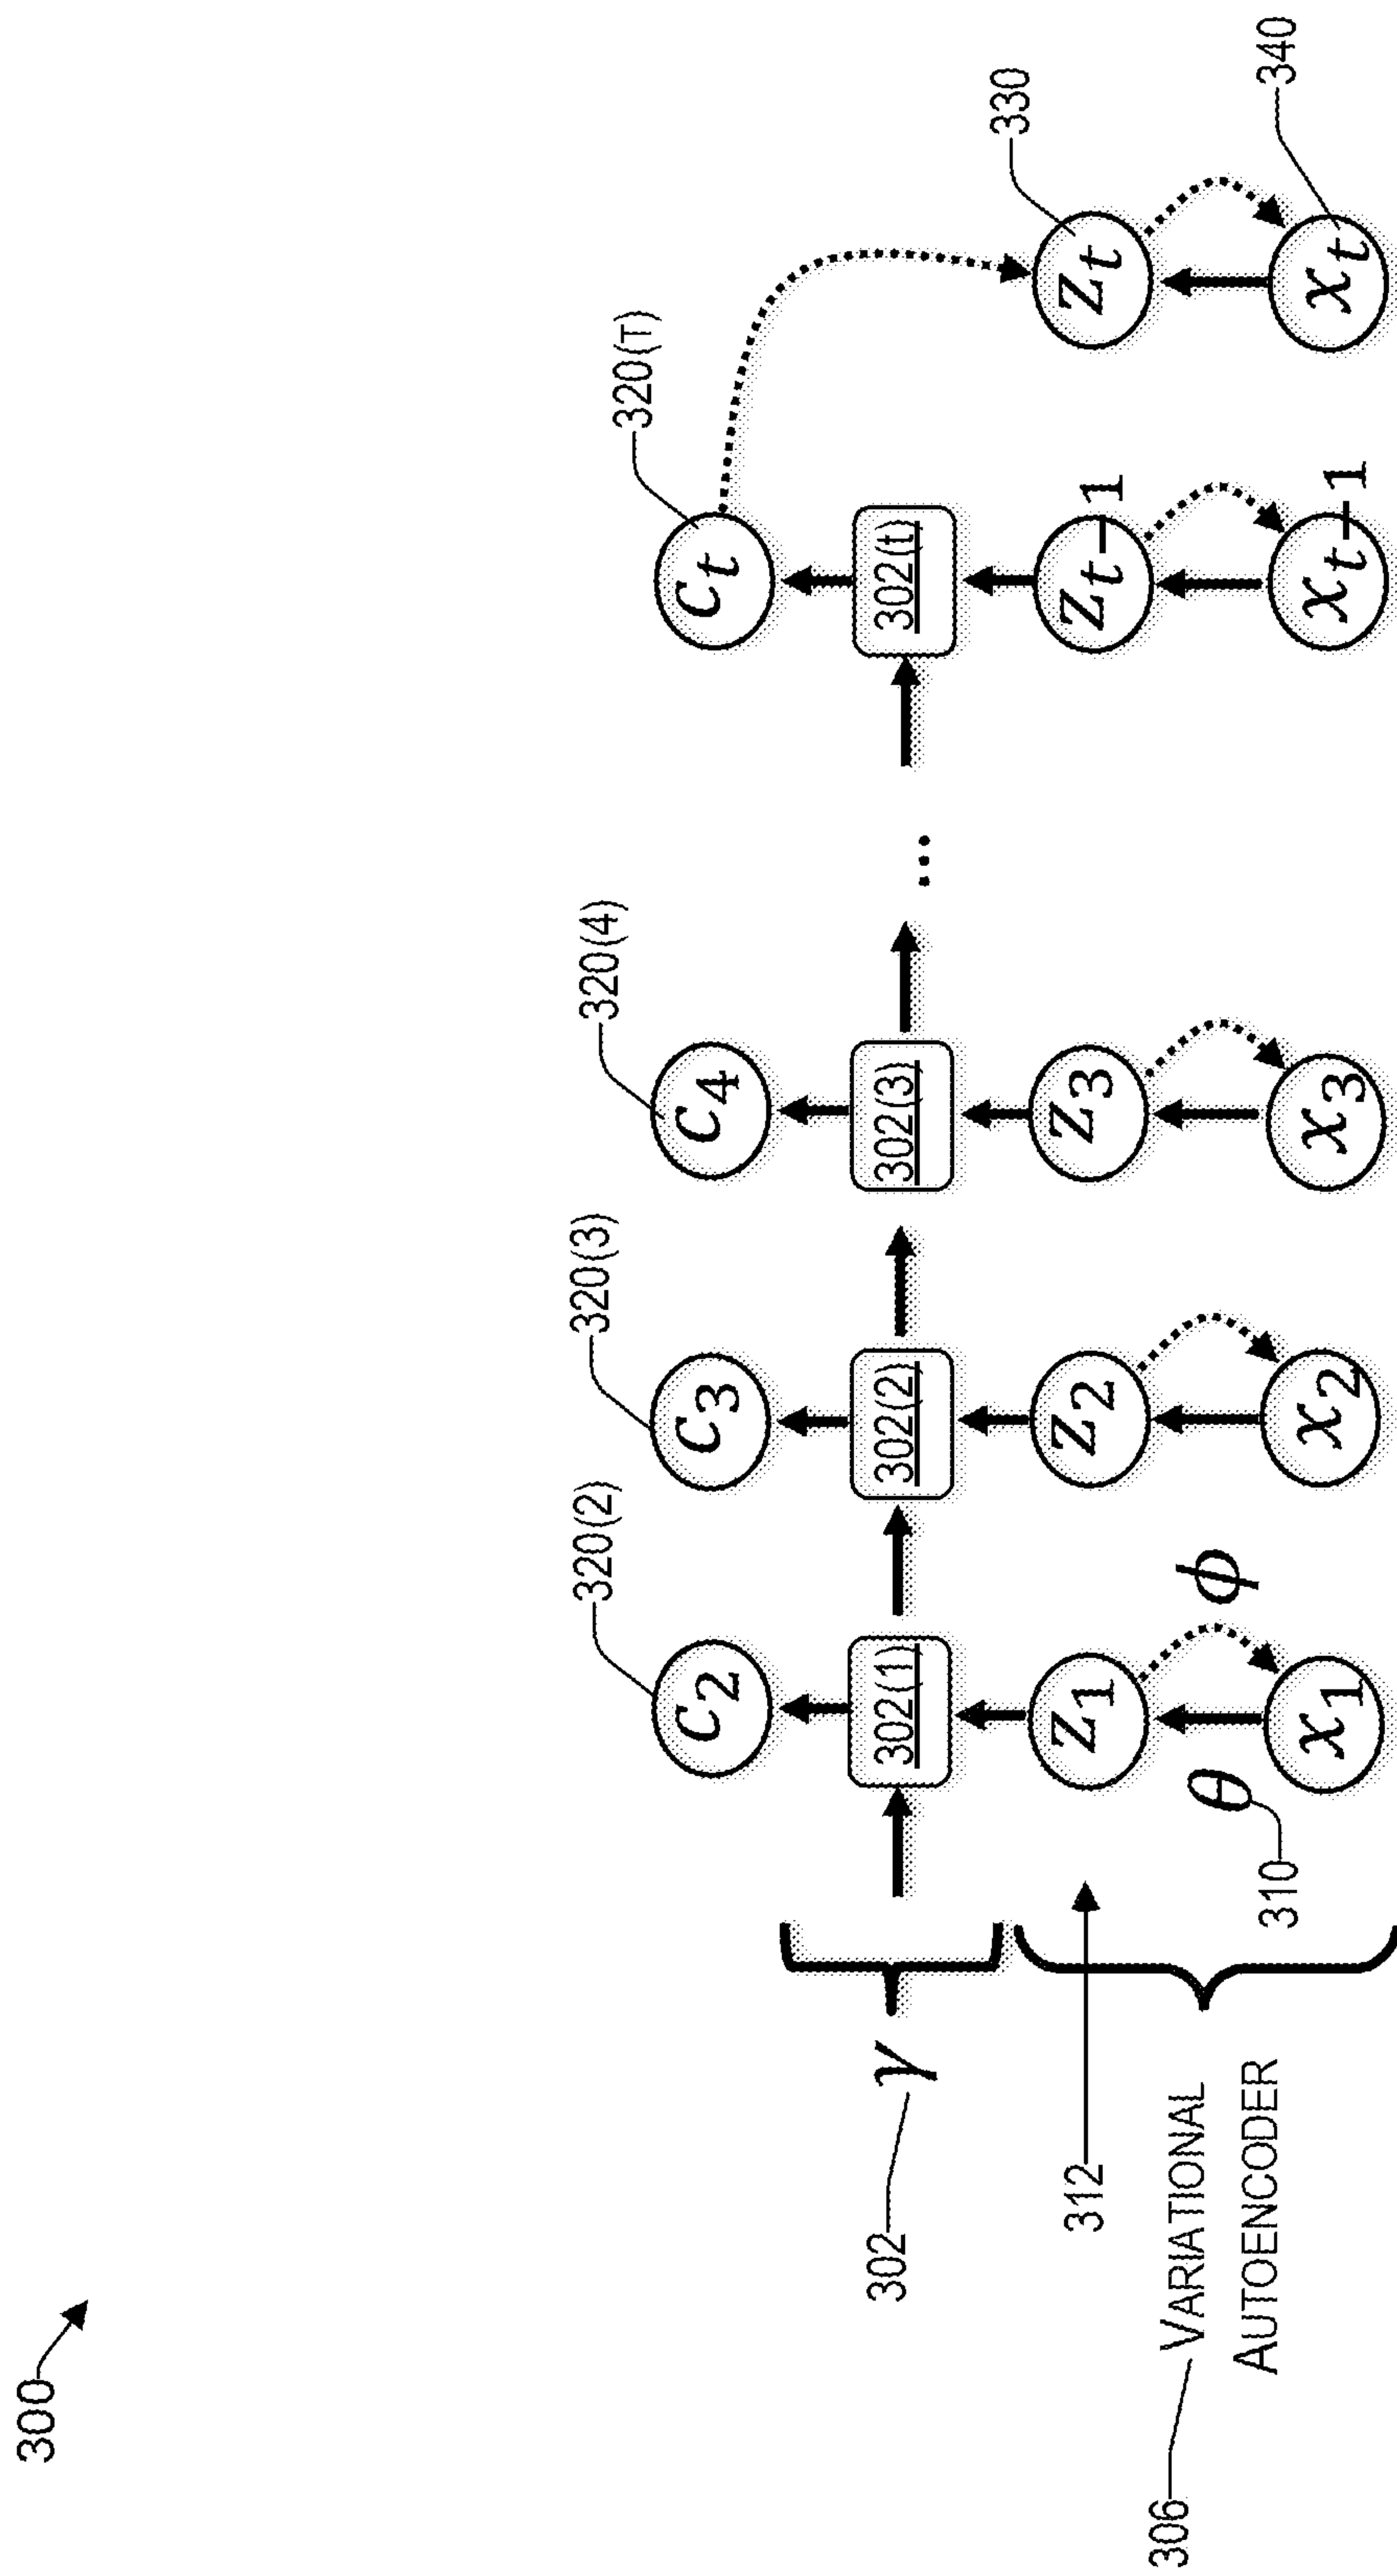 300
320(2) 320(3) 320(4) 320(T)
c2 c3 c4 ct
302 γ 302(1) 302(2) 302(3) ... 302(t)
330
312 z1 z2 z3 zt−1 zt
306 VARIATIONAL
AUTOENCODER
θ ϕ
310
340
x1 x2 x3 xt−1 xt